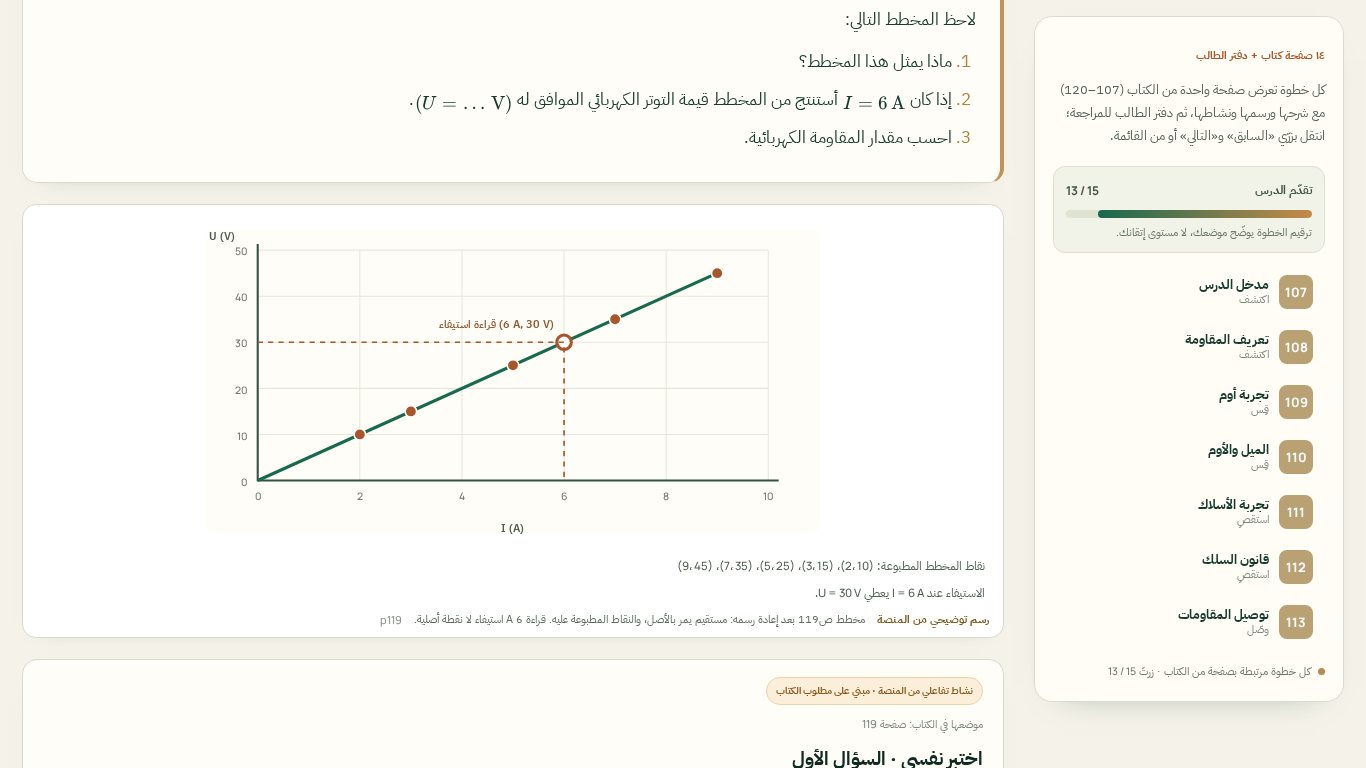 ١٤ صفحة كتاب + دفتر الطالب
كل خطوة تعرض صفحة واحدة من الكتاب (107–120)
مع شرحها ورسمها ونشاطها، ثم دفتر الطالب للمراجعة؛
انتقل بزرّي «السابق» و«التالي» أو من القائمة.
تقدّم الدرس
13 / 15
ترقيم الخطوة يوضّح موضعك، لا مستوى إتقانك.
107
مدخل الدرس
اكتشف
108
تعريف المقاومة
اكتشف
109
تجربة أوم
قِس
110
الميل والأوم
قِس
111
تجربة الأسلاك
استقصِ
112
قانون السلك
استقصِ
113
توصيل المقاومات
وصّل
كل خطوة مرتبطة بصفحة من الكتاب · زرتَ 13 / 15
لاحظ المخطط التالي:
1. ماذا يمثل هذا المخطط؟
2. إذا كان I = 6 A أستنتج من المخطط قيمة التوتر الكهربائي الموافق له (U = … V)·
3. احسب مقدار المقاومة الكهربائية.
U (V)
50
40
30
20
10
0
قراءة استيفاء (6 A, 30 V)
0 2 4 6 8 10
I (A)
نقاط المخطط المطبوعة: (2،10)، (3،15)، (5،25)، (7،35)، (9،45)
الاستيفاء عند I = 6 A يعطي U = 30 V.
رسم توضيحي من المنصة مخطط ص119 بعد إعادة رسمه: مستقيم يمر بالأصل، والنقاط المطبوعة عليه. قراءة 6 A استيفاء لا نقطة أصلية. p119
نشاط تفاعلي من المنصة · مبني على مطلوب الكتاب
موضعها في الكتاب: صفحة 119
اختبر نفسي · السؤال الأول